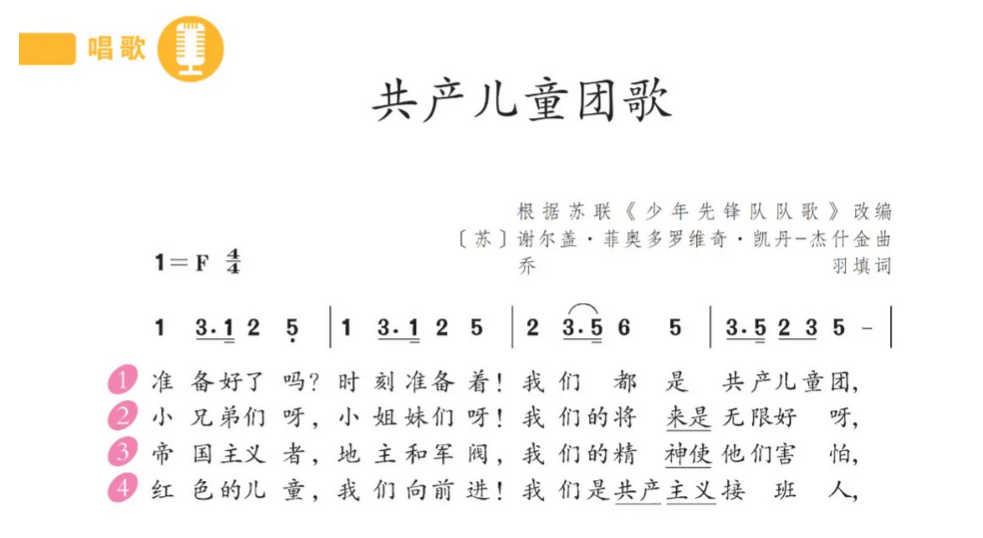 唱歌
共产儿童团歌
根据苏联《少年先锋队队歌》改编
〔苏〕谢尔盖·菲奥多罗维奇·凯丹-杰什金曲
1=F 4/4
乔 羽填词
1 3·1 2 5̣ | 1 3·1 2 5 | 2 3·5 6 5 | 3·5 2 3 5 - |
1 准备好了吗?时刻准备着!我们都是共产儿童团,
2 小兄弟们呀,小姐妹们呀!我们的将来是无限好呀,
3 帝国主义者,地主和军阀,我们的精神使他们害怕,
4 红色的儿童,我们向前进!我们是共产主义接班人,